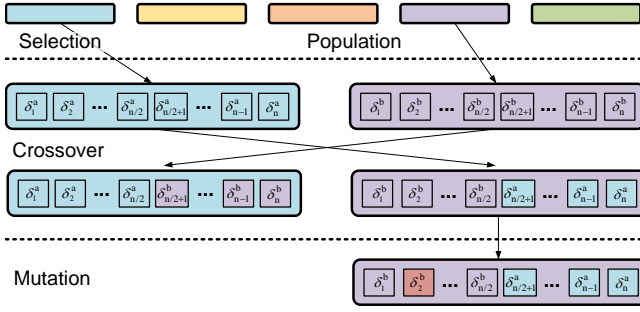 Selection Population
δ₁ᵃ δ₂ᵃ ... δₙ/₂ᵃ δₙ/₂₊₁ᵃ ... δₙ₋₁ᵃ δₙᵃ δ₁ᵇ δ₂ᵇ ... δₙ/₂ᵇ δₙ/₂₊₁ᵇ ... δₙ₋₁ᵇ δₙᵇ
Crossover
δ₁ᵃ δ₂ᵃ ... δₙ/₂ᵃ δₙ/₂₊₁ᵇ ... δₙ₋₁ᵇ δₙᵇ δ₁ᵇ δ₂ᵇ ... δₙ/₂ᵇ δₙ/₂₊₁ᵃ ... δₙ₋₁ᵃ δₙᵃ
Mutation
δ₁ᵇ δ₂ᵇ ... δₙ/₂ᵇ δₙ/₂₊₁ᵃ ... δₙ₋₁ᵃ δₙᵃ